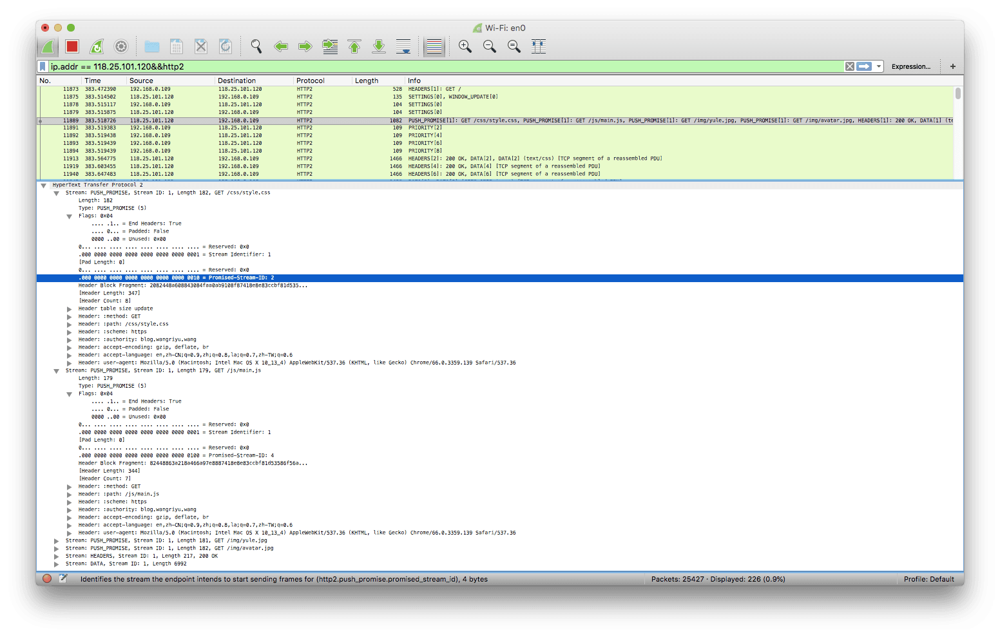 Wi-Fi: en0
ip.addr == 118.25.101.120&&http2 Expression... +
No. Time Source Destination Protocol Length Info
11873 383.472390 192.168.0.109 118.25.101.120 HTTP2 528 HEADERS[1]: GET /
11875 383.514502 118.25.101.120 192.168.0.109 HTTP2 135 SETTINGS[0], WINDOW_UPDATE[0]
11878 383.515117 192.168.0.109 118.25.101.120 HTTP2 104 SETTINGS[0]
11879 383.515875 118.25.101.120 192.168.0.109 HTTP2 104 SETTINGS[0]
11889 383.518726 118.25.101.120 192.168.0.109 HTTP2 1082 PUSH_PROMISE[1]: GET /css/style.css, PUSH_PROMISE[1]: GET /js/main.js, PUSH_PROMISE[1]: GET /img/yule.jpg, PUSH_PROMISE[1]: GET /img/avatar.jpg, HEADERS[1]: 200 OK, DATA[1] (te
11891 383.519383 192.168.0.109 118.25.101.120 HTTP2 109 PRIORITY[2]
11892 383.519438 192.168.0.109 118.25.101.120 HTTP2 109 PRIORITY[4]
11893 383.519439 192.168.0.109 118.25.101.120 HTTP2 109 PRIORITY[6]
11894 383.519439 192.168.0.109 118.25.101.120 HTTP2 109 PRIORITY[8]
11913 383.564775 118.25.101.120 192.168.0.109 HTTP2 1466 HEADERS[2]: 200 OK, DATA[2], DATA[2] (text/css) [TCP segment of a reassembled PDU]
11919 383.603455 118.25.101.120 192.168.0.109 HTTP2 1466 HEADERS[4]: 200 OK, DATA[4] [TCP segment of a reassembled PDU]
11940 383.647483 118.25.101.120 192.168.0.109 HTTP2 1466 HEADERS[6]: 200 OK, DATA[6] [TCP segment of a reassembled PDU]
HyperText Transfer Protocol 2
Stream: PUSH_PROMISE, Stream ID: 1, Length 182, GET /css/style.css
Length: 182
Type: PUSH_PROMISE (5)
Flags: 0x04
.... .1.. = End Headers: True
.... 0... = Padded: False
0000 ..00 = Unused: 0x00
0... .... .... .... .... .... .... .... = Reserved: 0x0
.000 0000 0000 0000 0000 0000 0000 0001 = Stream Identifier: 1
[Pad Length: 0]
0... .... .... .... .... .... .... .... = Reserved: 0x0
.000 0000 0000 0000 0000 0000 0000 0010 = Promised-Stream-ID: 2
Header Block Fragment: 2082448a608843084faa0ab9108f87418e8e83ccbf81d535...
[Header Length: 347]
[Header Count: 8]
Header table size update
Header: :method: GET
Header: :path: /css/style.css
Header: :scheme: https
Header: :authority: blog.wangriyu.wang
Header: accept-encoding: gzip, deflate, br
Header: accept-language: en,zh-CN;q=0.9,zh;q=0.8,la;q=0.7,zh-TW;q=0.6
Header: user-agent: Mozilla/5.0 (Macintosh; Intel Mac OS X 10_13_4) AppleWebKit/537.36 (KHTML, like Gecko) Chrome/66.0.3359.139 Safari/537.36
Stream: PUSH_PROMISE, Stream ID: 1, Length 179, GET /js/main.js
Length: 179
Type: PUSH_PROMISE (5)
Flags: 0x04
.... .1.. = End Headers: True
.... 0... = Padded: False
0000 ..00 = Unused: 0x00
0... .... .... .... .... .... .... .... = Reserved: 0x0
.000 0000 0000 0000 0000 0000 0000 0001 = Stream Identifier: 1
[Pad Length: 0]
0... .... .... .... .... .... .... .... = Reserved: 0x0
.000 0000 0000 0000 0000 0000 0000 0100 = Promised-Stream-ID: 4
Header Block Fragment: 82448863a218a466a97e8887418e8e83ccbf81d53586f56a...
[Header Length: 344]
[Header Count: 7]
Header: :method: GET
Header: :path: /js/main.js
Header: :scheme: https
Header: :authority: blog.wangriyu.wang
Header: accept-encoding: gzip, deflate, br
Header: accept-language: en,zh-CN;q=0.9,zh;q=0.8,la;q=0.7,zh-TW;q=0.6
Header: user-agent: Mozilla/5.0 (Macintosh; Intel Mac OS X 10_13_4) AppleWebKit/537.36 (KHTML, like Gecko) Chrome/66.0.3359.139 Safari/537.36
Stream: PUSH_PROMISE, Stream ID: 1, Length 181, GET /img/yule.jpg
Stream: PUSH_PROMISE, Stream ID: 1, Length 182, GET /img/avatar.jpg
Stream: HEADERS, Stream ID: 1, Length 217, 200 OK
Stream: DATA, Stream ID: 1, Length 6992
Identifies the stream the endpoint intends to start sending frames for (http2.push_promise.promised_stream_id), 4 bytes Packets: 25427 · Displayed: 226 (0.9%) Profile: Default